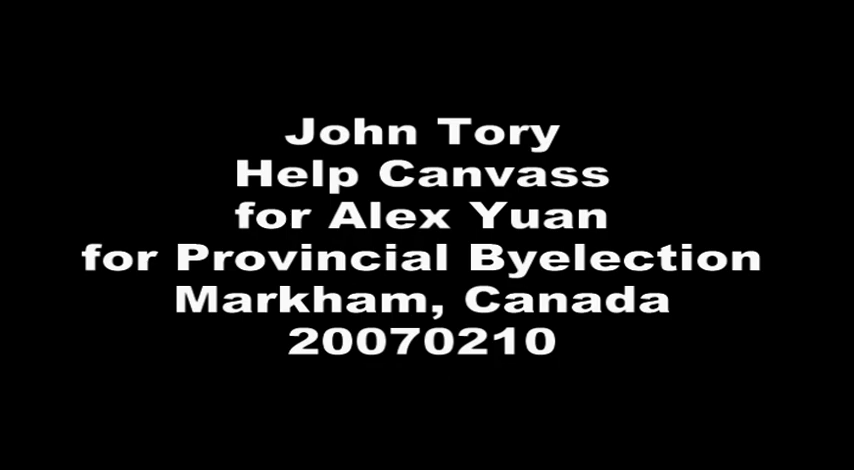 John Tory
Help Canvass
for Alex Yuan
for Provincial Byelection
Markham, Canada
20070210